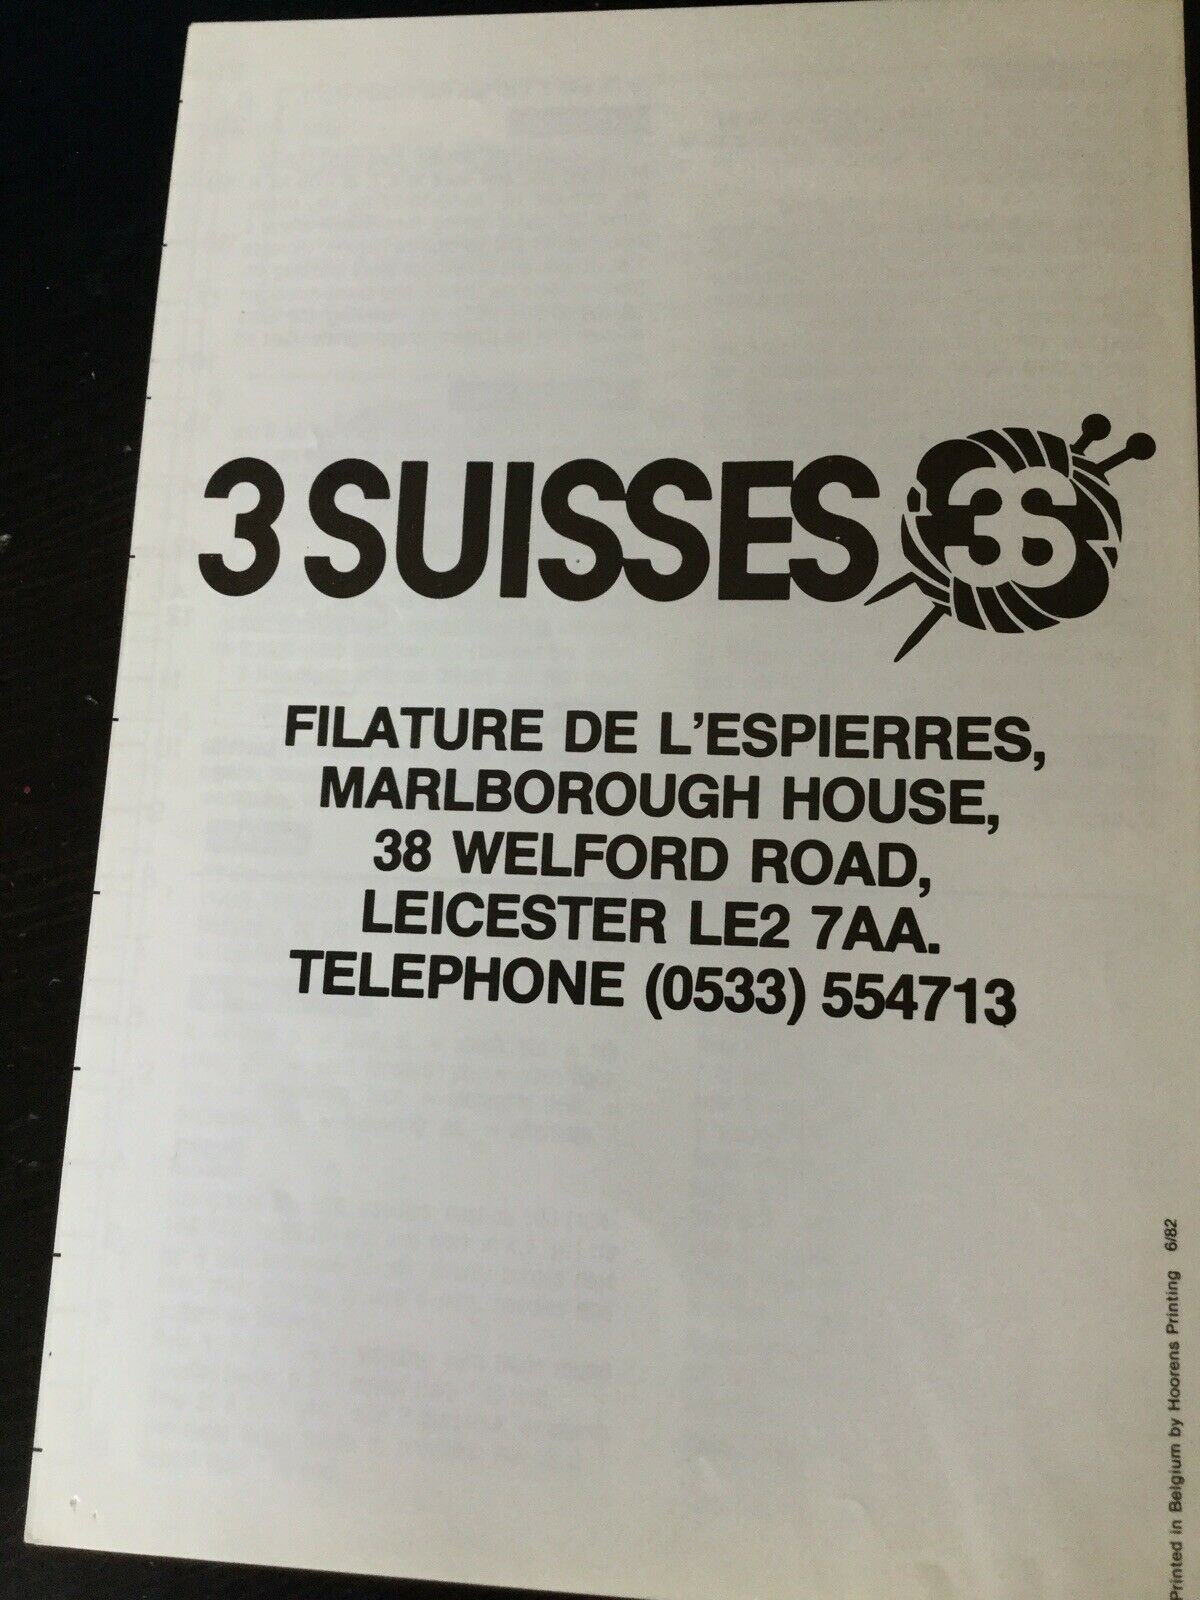 3 SUISSES 3S
FILATURE DE L'ESPIERRES,
MARLBOROUGH HOUSE,
38 WELFORD ROAD,
LEICESTER LE2 7AA.
TELEPHONE (0533) 554713
Printed in Belgium by Hoorens Printing 6/82